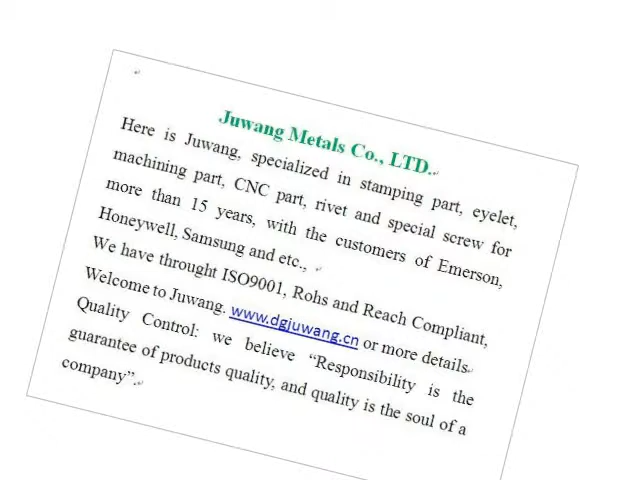 Juwang Metals Co., LTD.
Here is Juwang, specialized in stamping part, eyelet,
machining part, CNC part, rivet and special screw for
more than 15 years, with the customers of Emerson,
Honeywell, Samsung and etc.,
We have throught ISO9001, Rohs and Reach Compliant,
Welcome to Juwang. www.dgjuwang.cn or more details.
Quality Control: we believe “Responsibility is the
guarantee of products quality, and quality is the soul of a
company”.